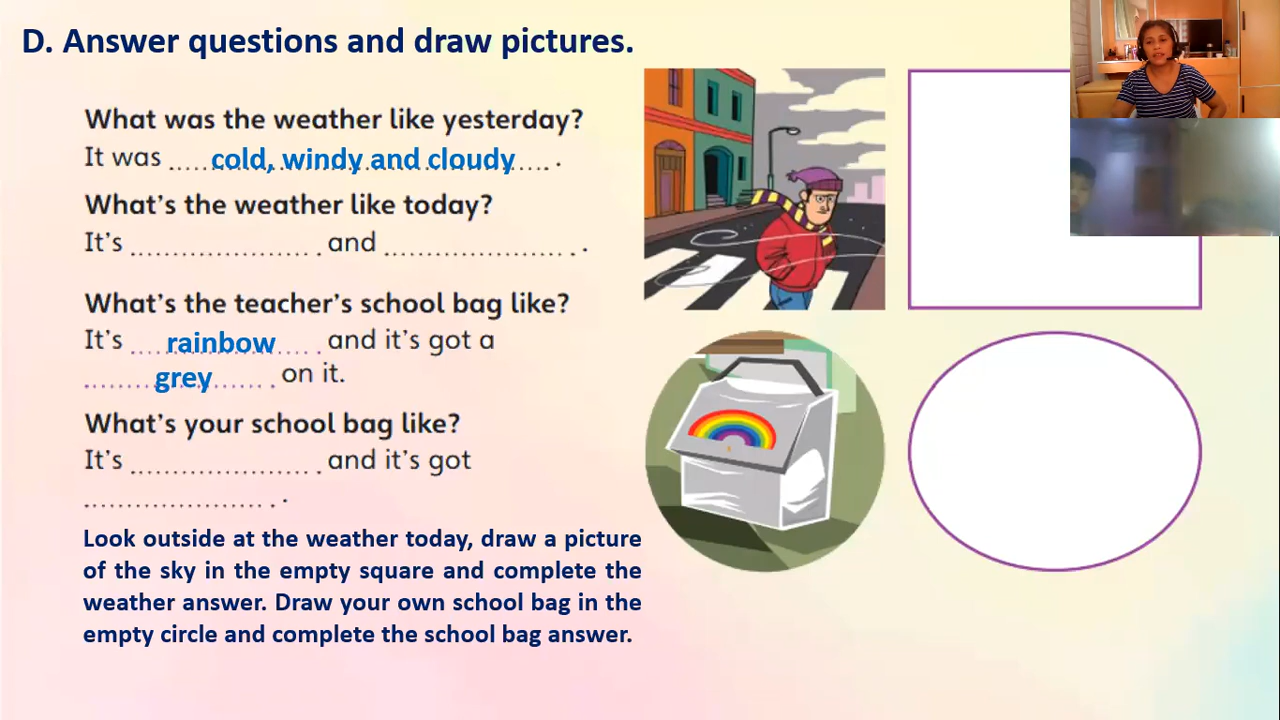 D. Answer questions and draw pictures.
What was the weather like yesterday?
It was ..... cold, windy and cloudy ..... .
What's the weather like today?
It's ..................... . and ....................... . .
What's the teacher's school bag like?
It's .... rainbow .... . and it's got a
......... grey ....... . on it.
What's your school bag like?
It's ..................... . and it's got
..................... . .
Look outside at the weather today, draw a picture
of the sky in the empty square and complete the
weather answer. Draw your own school bag in the
empty circle and complete the school bag answer.